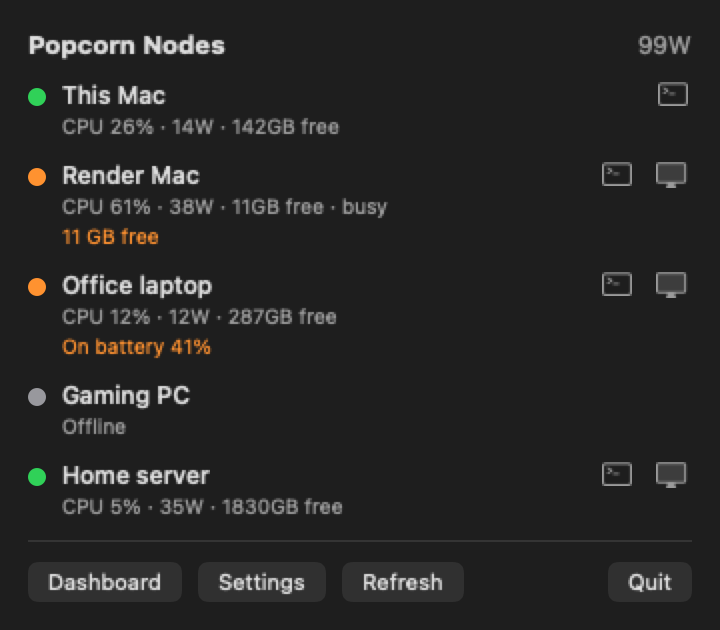 Popcorn Nodes 99W
This Mac
CPU 26% · 14W · 142GB free
Render Mac
CPU 61% · 38W · 11GB free · busy
11 GB free
Office laptop
CPU 12% · 12W · 287GB free
On battery 41%
Gaming PC
Offline
Home server
CPU 5% · 35W · 1830GB free
Dashboard Settings Refresh Quit